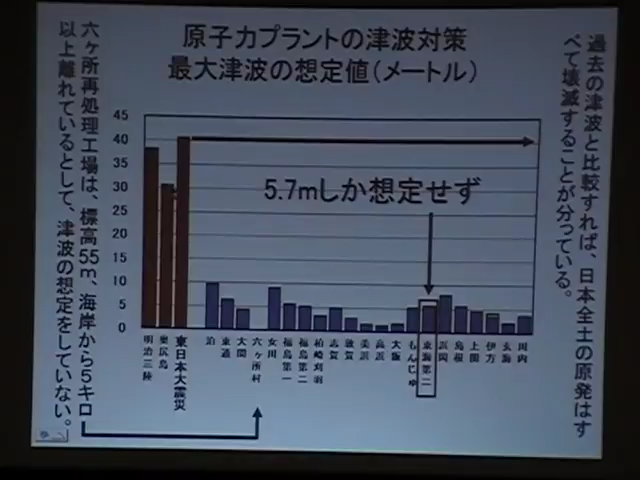 原子力プラントの津波対策
最大津波の想定値(メートル)
過去の津波と比較すれば、日本全土の原発はす
べて壊滅することが分っている。
六ヶ所再処理工場は、標高55m、海岸から5キロ
以上離れているとして、津波の想定をしていない。
45
40
35
30
25
20
15
10
5
0
5.7mしか想定せず
明治三陸
奥尻島
東日本大震災
泊
東通
大間
六ヶ所村
女川
福島第一
福島第二
柏崎刈羽
志賀
敦賀
美浜
高浜
大飯
もんじゅ
東海第二
浜岡
島根
上関
伊方
玄海
川内